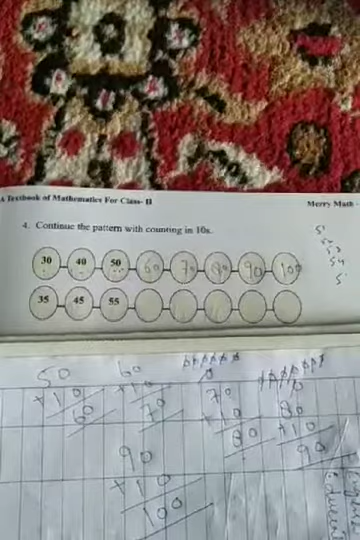 A Textbook of Mathematics For Class- II
Merry Math -
4. Continue the pattern with counting in 10s.
30 40 50 60 70 80 90 100
35 45 55
50 60 70 80
+10 +10 +10 +10
60 70 80 90
90
+10
100